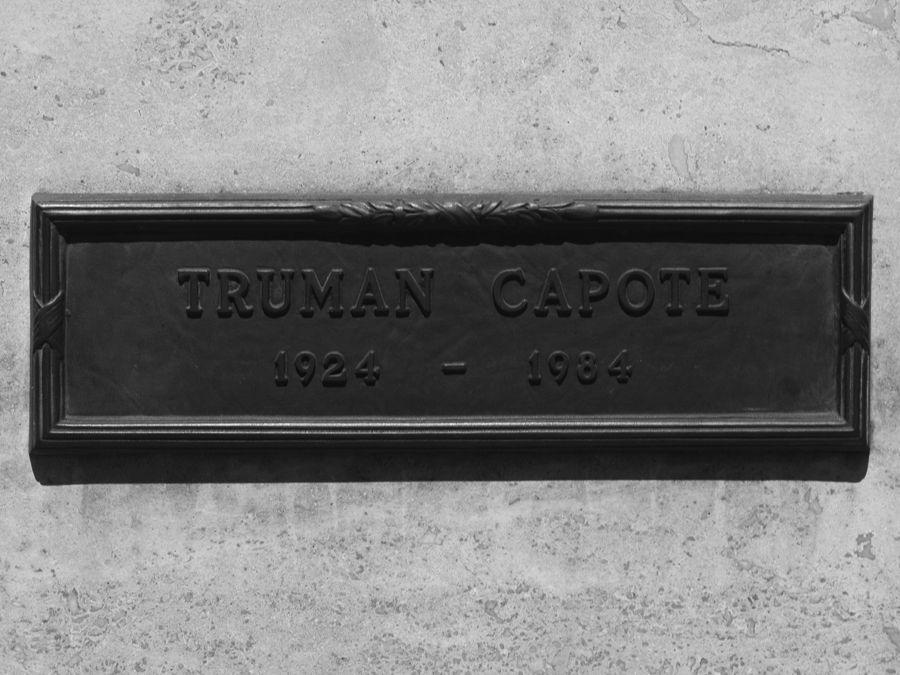 TRUMAN CAPOTE
1924 - 1984